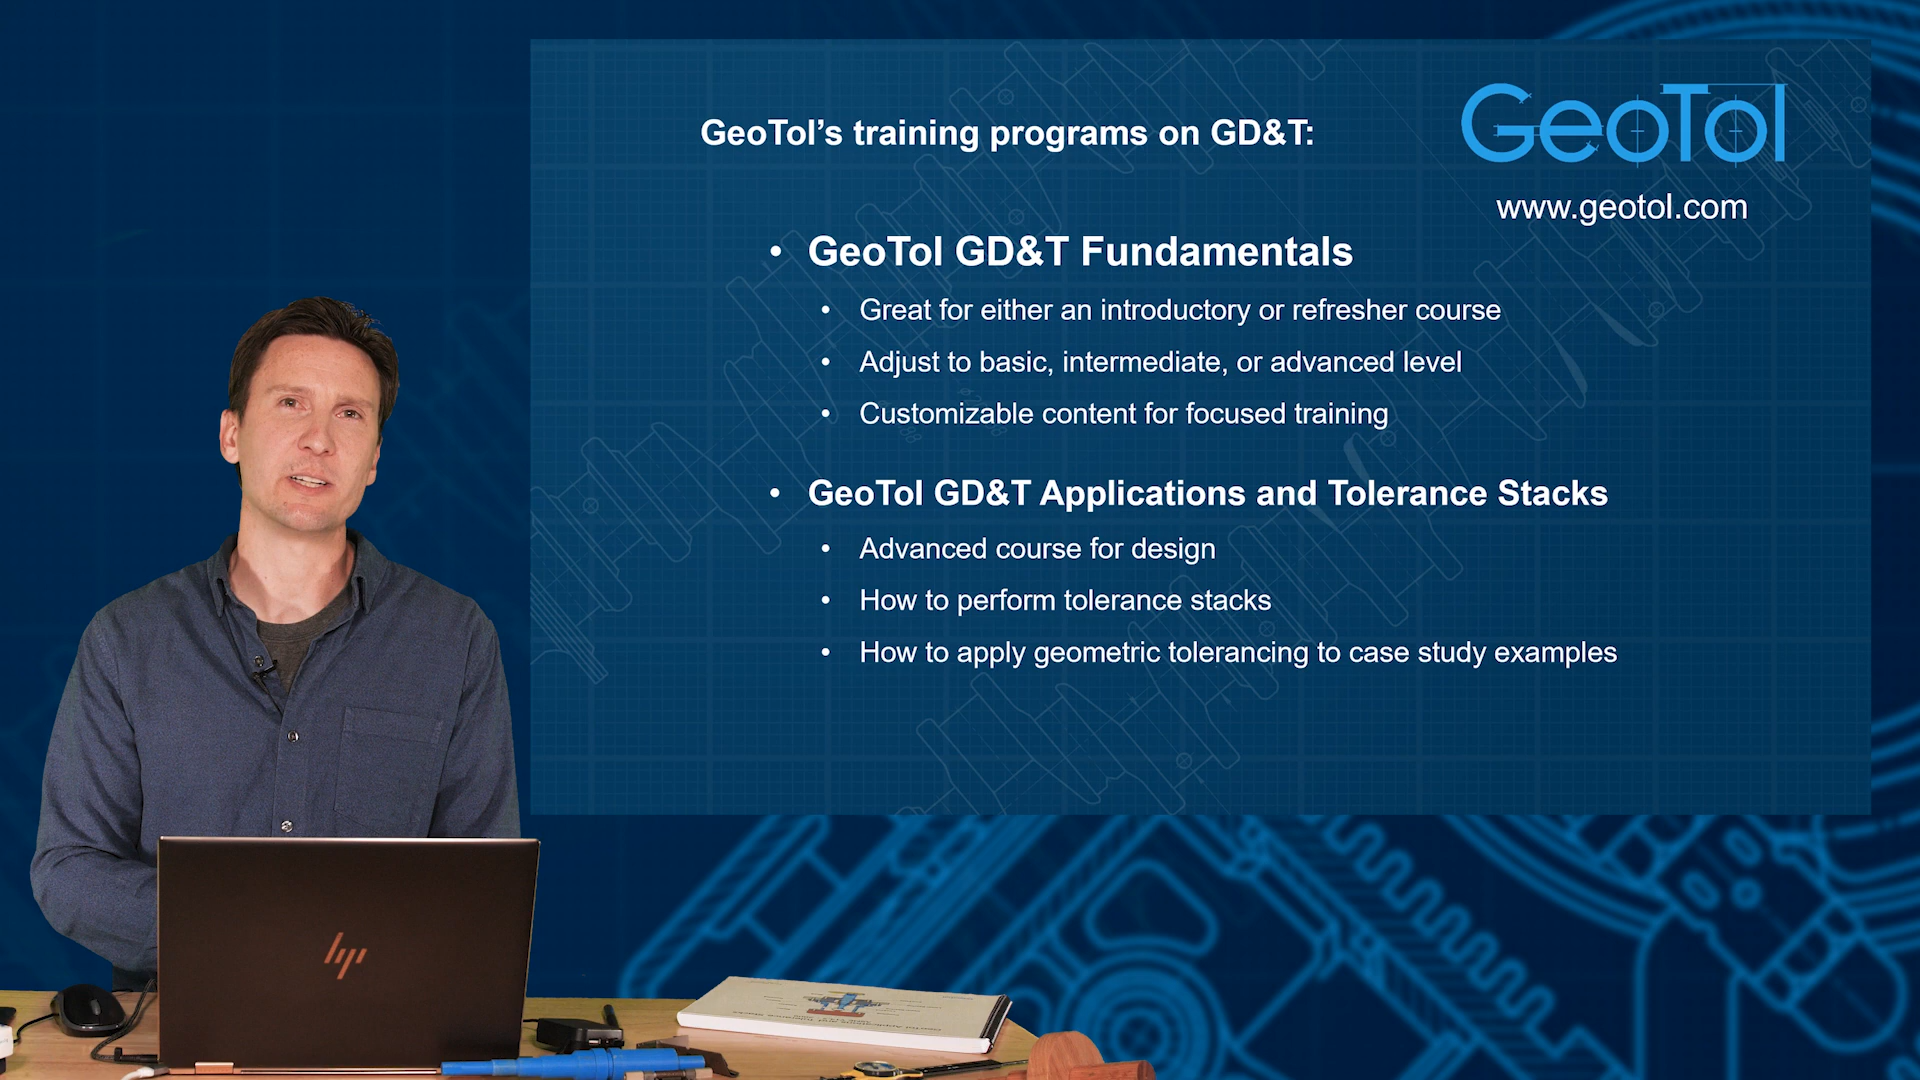 GeoTol’s training programs on GD&T:
GeoTol
www.geotol.com
• GeoTol GD&T Fundamentals
• Great for either an introductory or refresher course
• Adjust to basic, intermediate, or advanced level
• Customizable content for focused training
• GeoTol GD&T Applications and Tolerance Stacks
• Advanced course for design
• How to perform tolerance stacks
• How to apply geometric tolerancing to case study examples
hp